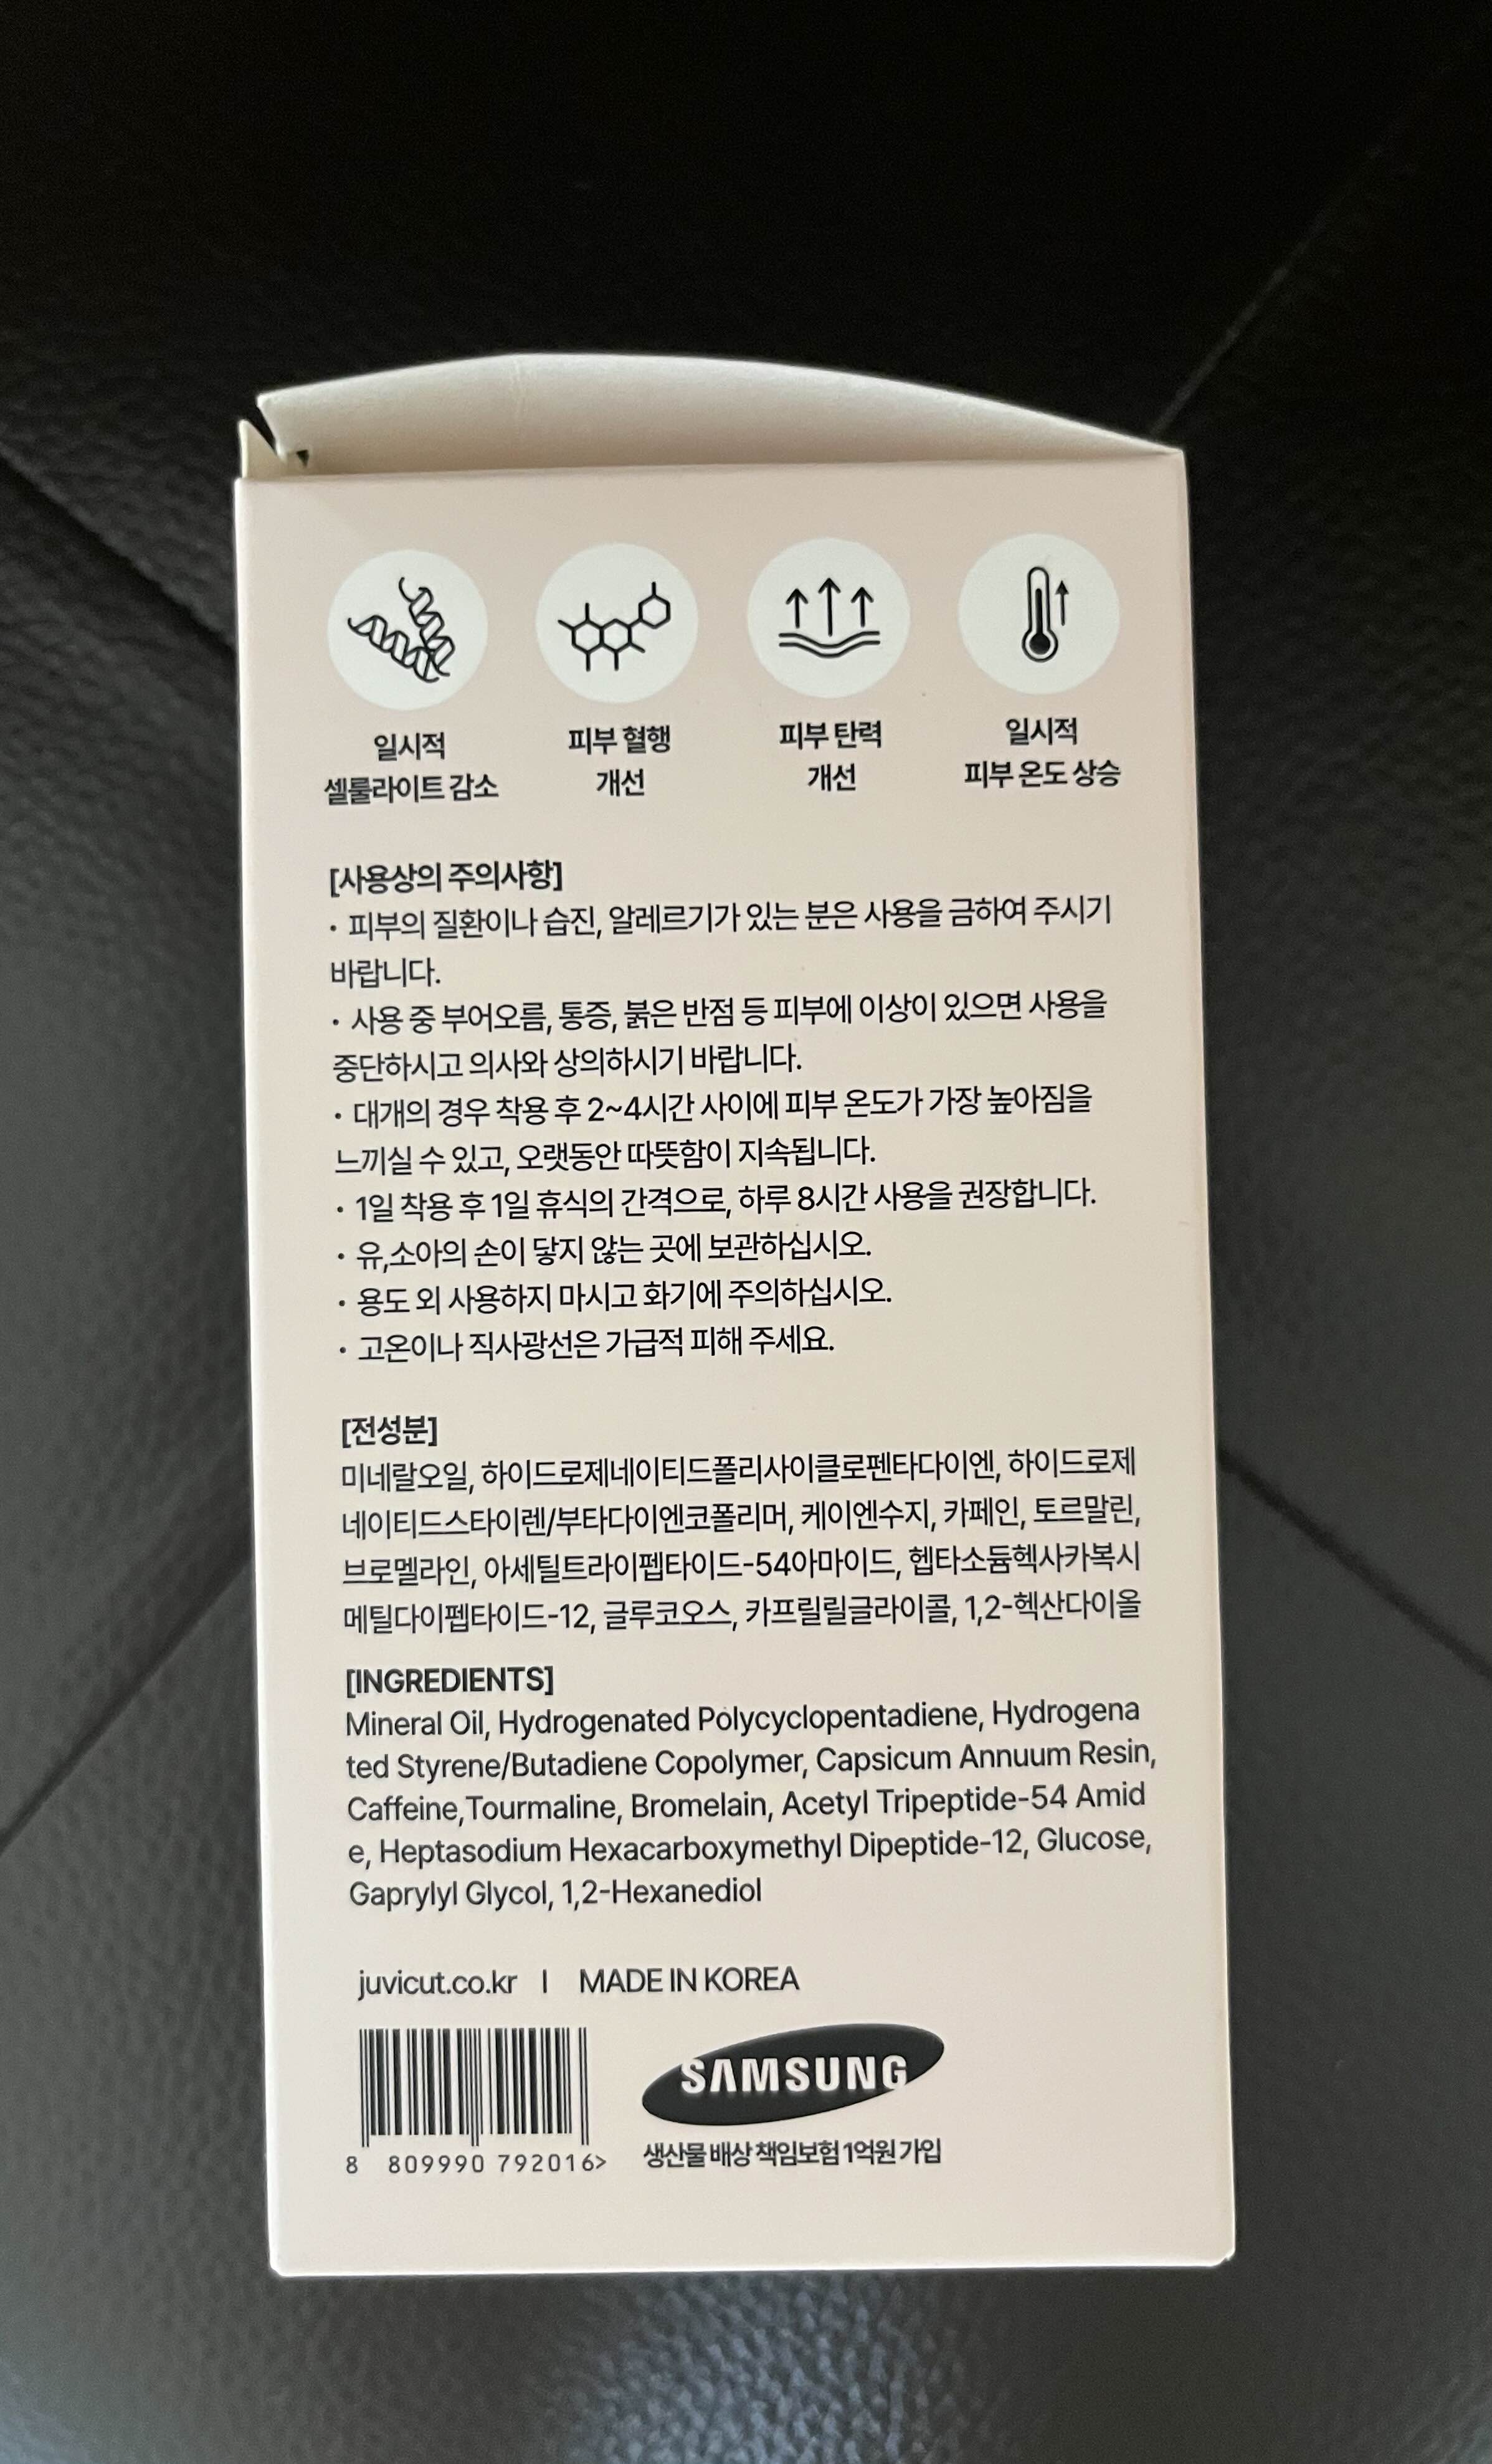 일시적
셀룰라이트 감소
피부 혈행
개선
피부 탄력
개선
일시적
피부 온도 상승
[사용상의 주의사항]
• 피부의 질환이나 습진, 알레르기가 있는 분은 사용을 금하여 주시기
바랍니다.
• 사용 중 부어오름, 통증, 붉은 반점 등 피부에 이상이 있으면 사용을
중단하시고 의사와 상의하시기 바랍니다.
• 대개의 경우 착용 후 2~4시간 사이에 피부 온도가 가장 높아짐을
느끼실 수 있고, 오랫동안 따뜻함이 지속됩니다.
• 1일 착용 후 1일 휴식의 간격으로, 하루 8시간 사용을 권장합니다.
• 유,소아의 손이 닿지 않는 곳에 보관하십시오.
• 용도 외 사용하지 마시고 화기에 주의하십시오.
• 고온이나 직사광선은 가급적 피해 주세요.
[전성분]
미네랄오일, 하이드로제네이티드폴리사이클로펜타다이엔, 하이드로제
네이티드스타이렌/부타다이엔코폴리머, 케이엔수지, 카페인, 토르말린,
브로멜라인, 아세틸트라이펩타이드-54아마이드, 헵타소듐헥사카복시
메틸다이펩타이드-12, 글루코오스, 카프릴릴글라이콜, 1,2-헥산다이올
[INGREDIENTS]
Mineral Oil, Hydrogenated Polycyclopentadiene, Hydrogena
ted Styrene/Butadiene Copolymer, Capsicum Annuum Resin,
Caffeine,Tourmaline, Bromelain, Acetyl Tripeptide-54 Amid
e, Heptasodium Hexacarboxymethyl Dipeptide-12, Glucose,
Gaprylyl Glycol, 1,2-Hexanediol
juvicut.co.kr | MADE IN KOREA
SAMSUNG
8 809990 792016>
생산물 배상 책임보험 1억원 가입